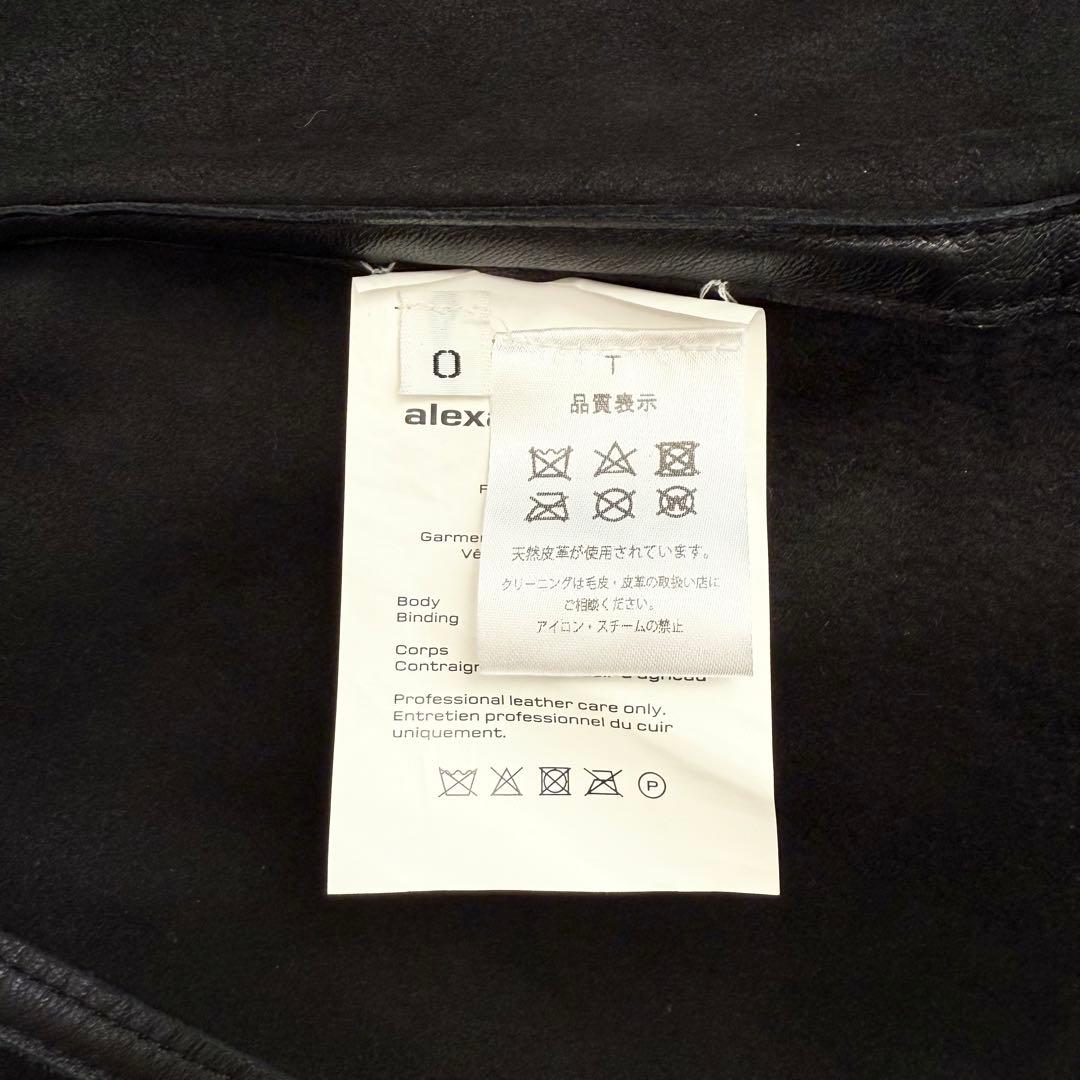 0
alexa
T
品質表示
F
Garmen
Vê
天然皮革が使用されています。
クリーニングは毛皮・皮革の取扱い店に
ご相談ください。
アイロン・スチームの禁止
Body
Binding
Corps
Contraign
d'agneau
Professional leather care only.
Entretien professionnel du cuir
uniquement.
P